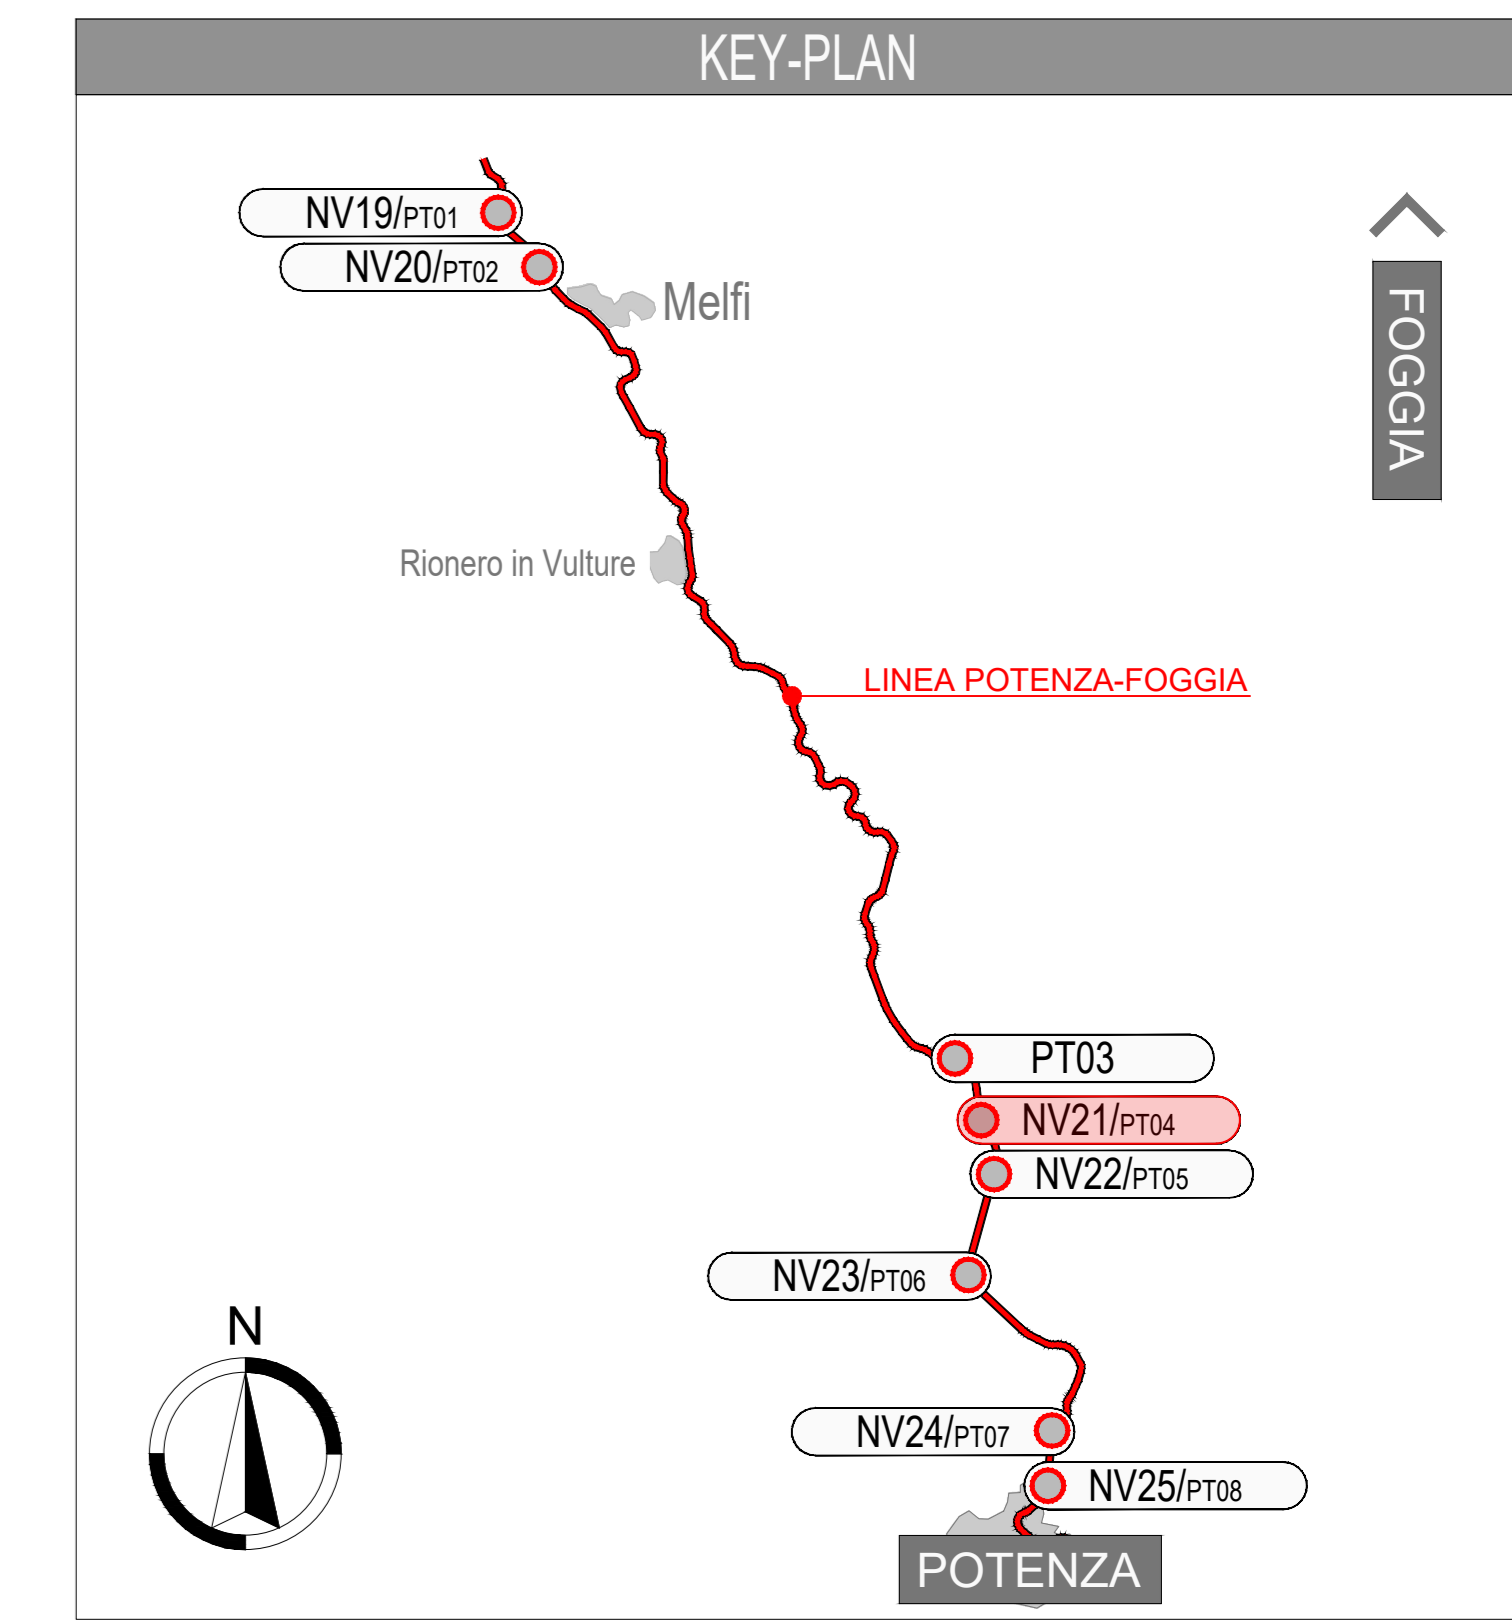 KEY-PLAN
NV19/PT01
NV20/PT02
Melfi
FOGGIA
Rionero in Vulture
LINEA POTENZA-FOGGIA
PT03
NV21/PT04
NV22/PT05
NV23/PT06
N
NV24/PT07
NV25/PT08
POTENZA